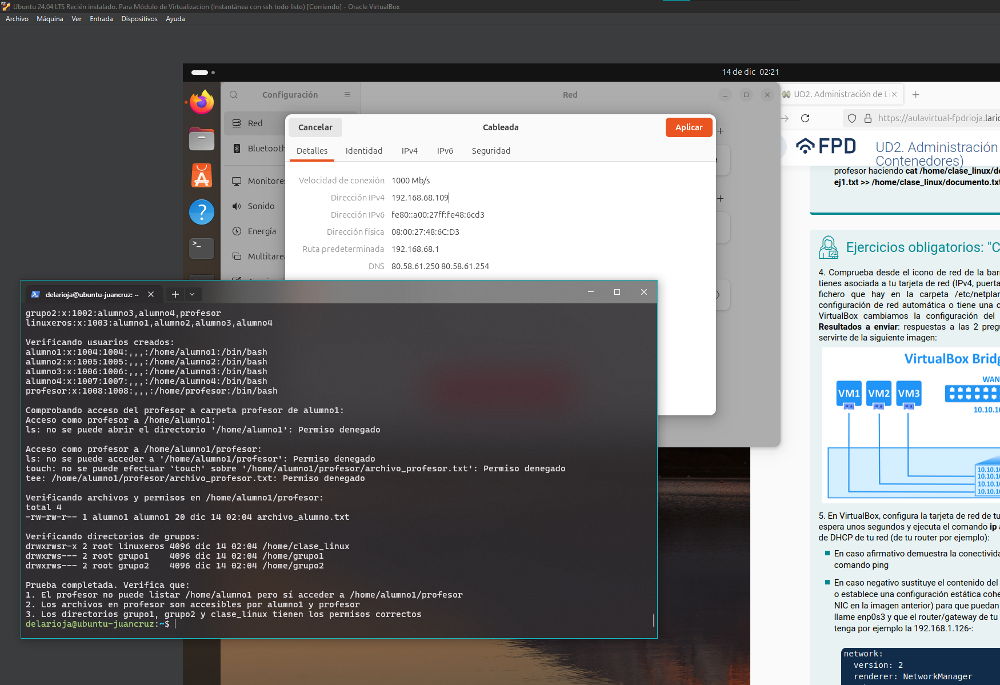 Ubuntu 24.04 LTS Recién instalado. Para Módulo de Virtualizacion (Instantánea con ssh todo listo) [Corriendo] - Oracle VirtualBox
Archivo Máquina Ver Entrada Dispositivos Ayuda
14 de dic 02:21
Configuración
Red
UD2. Administración de L
https://aulavirtual-fpdrioja.laric
FPD
UD2. Administración
Contenedores)
profesor haciendo cat /home/clase_linux/do
ej1.txt >> /home/clase_linux/documento.txt
Red
Bluetooth
Monitores
Sonido
Energía
Multitarea
Cancelar
Cableada
Aplicar
Detalles
Identidad
IPv4
IPv6
Seguridad
Velocidad de conexión 1000 Mb/s
Dirección IPv4 192.168.68.109
Dirección IPv6 fe80::a00:27ff:fe48:6cd3
Dirección física 08:00:27:48:6C:D3
Ruta predeterminada 192.168.68.1
DNS 80.58.61.250 80.58.61.254
delarioja@ubuntu-juancruz: ~
grupo2:x:1002:alumno3,alumno4,profesor
linuxeros:x:1003:alumno1,alumno2,alumno3,alumno4
Verificando usuarios creados:
alumno1:x:1004:1004:,,,:/home/alumno1:/bin/bash
alumno2:x:1005:1005:,,,:/home/alumno2:/bin/bash
alumno3:x:1006:1006:,,,:/home/alumno3:/bin/bash
alumno4:x:1007:1007:,,,:/home/alumno4:/bin/bash
profesor:x:1008:1008:,,,:/home/profesor:/bin/bash
Comprobando acceso del profesor a carpeta profesor de alumno1:
Acceso como profesor a /home/alumno1:
ls: no se puede abrir el directorio '/home/alumno1': Permiso denegado
Acceso como profesor a /home/alumno1/profesor:
ls: no se puede acceder a '/home/alumno1/profesor': Permiso denegado
touch: no se puede efectuar `touch' sobre '/home/alumno1/profesor/archivo_profesor.txt': Permiso denegado
tee: /home/alumno1/profesor/archivo_profesor.txt: Permiso denegado
Verificando archivos y permisos en /home/alumno1/profesor:
total 4
-rw-rw-r-- 1 alumno1 alumno1 20 dic 14 02:04 archivo_alumno.txt
Verificando directorios de grupos:
drwxrwsr-x 2 root linuxeros 4096 dic 14 02:04 /home/clase_linux
drwxrws--- 2 root grupo1 4096 dic 14 02:04 /home/grupo1
drwxrws--- 2 root grupo2 4096 dic 14 02:04 /home/grupo2
Prueba completada. Verifica que:
1. El profesor no puede listar /home/alumno1 pero sí acceder a /home/alumno1/profesor
2. Los archivos en profesor son accesibles por alumno1 y profesor
3. Los directorios grupo1, grupo2 y clase_linux tienen los permisos correctos
delarioja@ubuntu-juancruz:~$
Ejercicios obligatorios: "C
4. Comprueba desde el icono de red de la barr
tienes asociada a tu tarjeta de red (IPv4, puerta
fichero que hay en la carpeta /etc/netplan
configuración de red automática o tiene una c
VirtualBox cambiamos la configuración del
Resultados a enviar: respuestas a las 2 pregu
servirte de la siguiente imagen:
VirtualBox Bridg
WAN
VM1 VM2 VM3
10.10.10
10.10.10
10.10.10
10.10.10
10.10.10
5. En VirtualBox, configura la tarjeta de red de tu
espera unos segundos y ejecuta el comando ip a
de DHCP de tu red (de tu router por ejemplo):
En caso afirmativo demuestra la conectivida
comando ping
En caso negativo sustituye el contenido del
o establece una configuración estática cohe
NIC en la imagen anterior) para que puedan
llame enp0s3 y que el router/gateway de tu
tenga por ejemplo la 192.168.1.126-:
network:
version: 2
renderer: NetworkManager